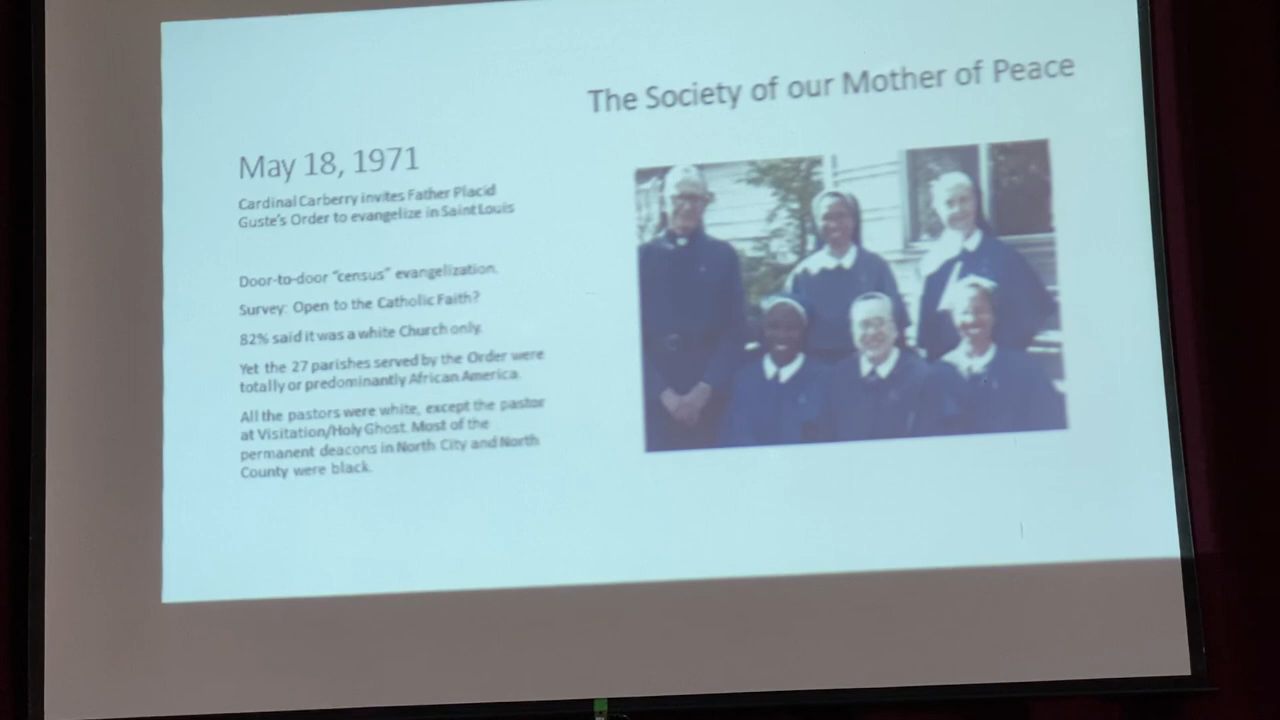 The Society of our Mother of Peace
May 18, 1971
Cardinal Carberry invites Father Placid
Guste's Order to evangelize in Saint Louis
Door-to-door "census" evangelization.
Survey: Open to the Catholic Faith?
82% said it was a white Church only.
Yet the 27 parishes served by the Order were
totally or predominantly African America.
All the pastors were white, except the pastor
at Visitation/Holy Ghost. Most of the
permanent deacons in North City and North
County were black.